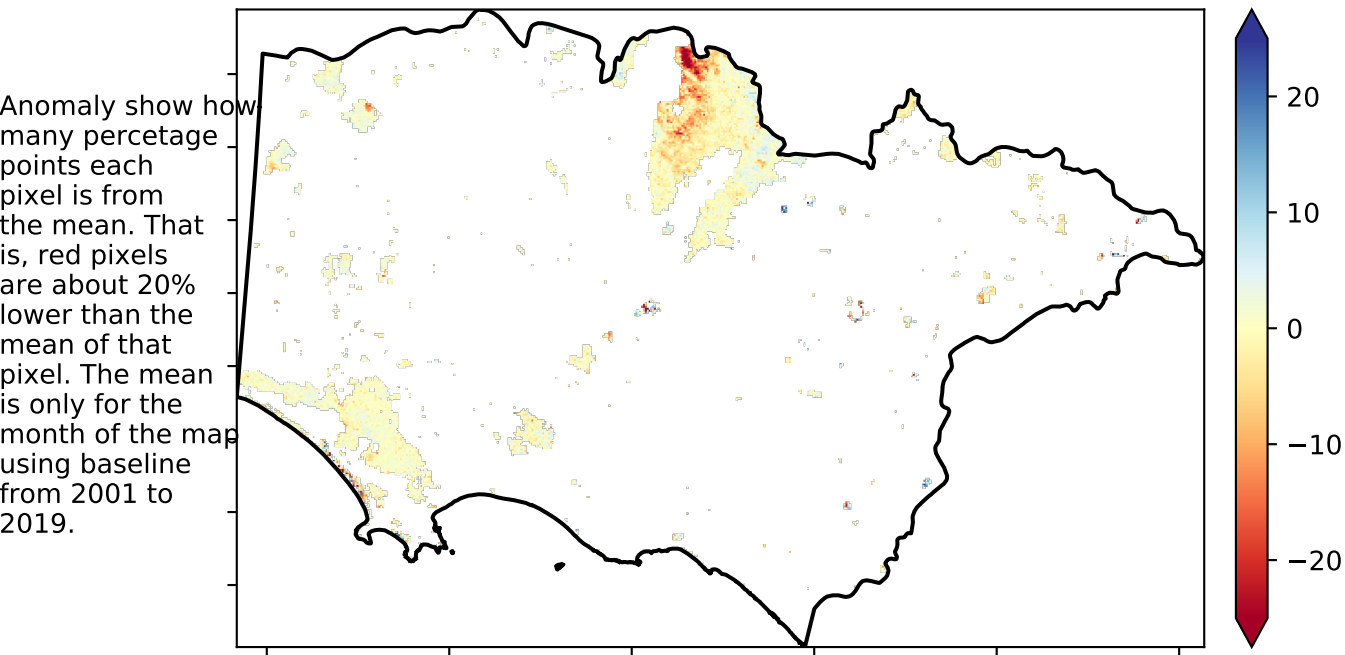 Anomaly show how
many percetage
points each
pixel is from
the mean. That
is, red pixels
are about 20%
lower than the
mean of that
pixel. The mean
is only for the
month of the map
using baseline
from 2001 to
2019.
20
10
0
−10
−20